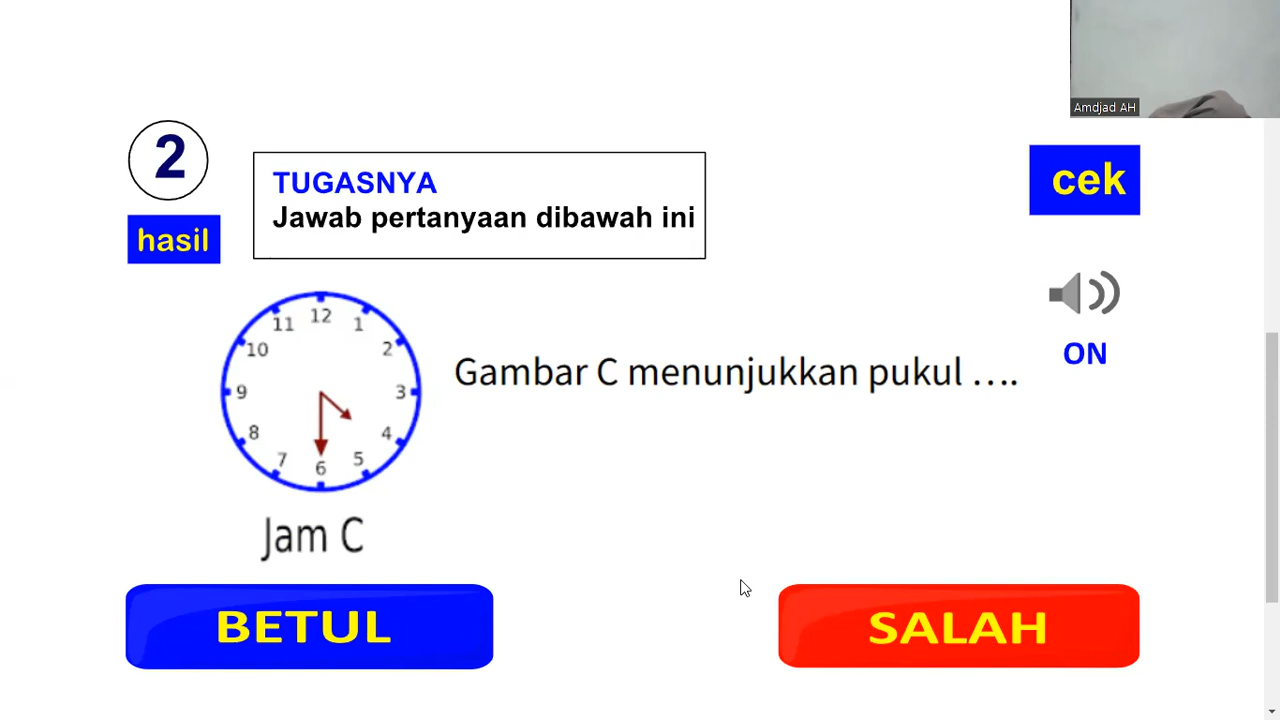 Amdjad AH
2
TUGASNYA
Jawab pertanyaan dibawah ini
cek
hasil
ON
12
11
1
10
2
9
3
8
4
7
5
6
Gambar C menunjukkan pukul ....
Jam C
BETUL
SALAH